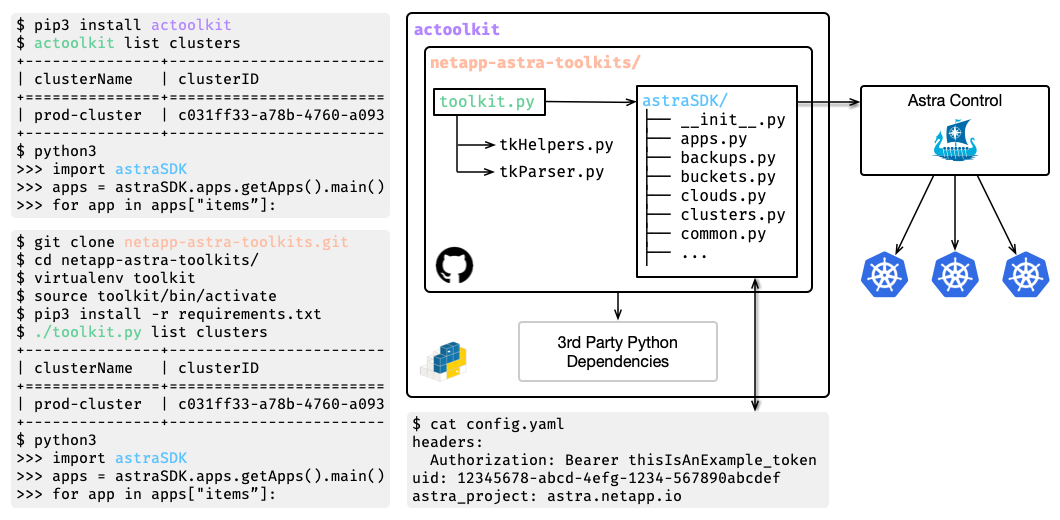 $ pip3 install actoolkit
$ actoolkit list clusters
+---------------+------------------------
| clusterName   | clusterID
+===============+========================
| prod-cluster  | c031ff33-a78b-4760-a093
+---------------+------------------------
$ python3
>>> import astraSDK
>>> apps = astraSDK.apps.getApps().main()
>>> for app in apps["items”]:
$ git clone netapp-astra-toolkits.git
$ cd netapp-astra-toolkits/
$ virtualenv toolkit
$ source toolkit/bin/activate
$ pip3 install -r requirements.txt
$ ./toolkit.py list clusters
+---------------+------------------------
| clusterName   | clusterID
+===============+========================
| prod-cluster  | c031ff33-a78b-4760-a093
+---------------+------------------------
$ python3
>>> import astraSDK
>>> apps = astraSDK.apps.getApps().main()
>>> for app in apps["items”]:
actoolkit
netapp-astra-toolkits/
toolkit.py
tkHelpers.py
tkParser.py
astraSDK/
__init__.py
apps.py
backups.py
buckets.py
clouds.py
clusters.py
common.py
...
3rd Party Python
Dependencies
$ cat config.yaml
headers:
  Authorization: Bearer thisIsAnExample_token
uid: 12345678-abcd-4efg-1234-567890abcdef
astra_project: astra.netapp.io
Astra Control